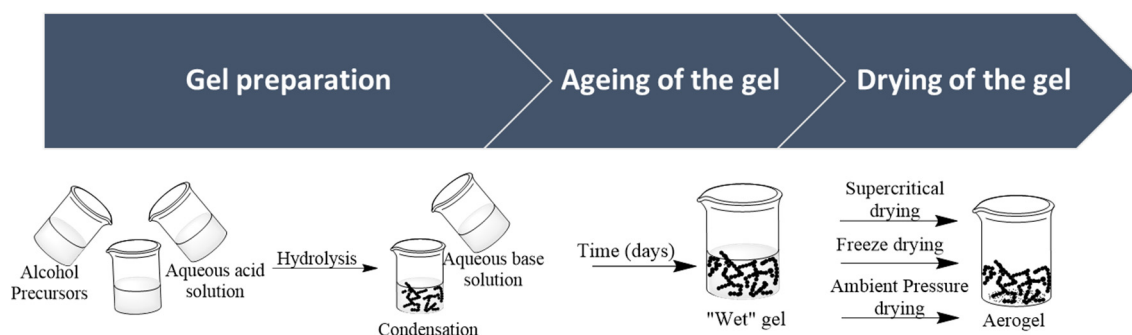 Gel preparation
Ageing of the gel
Drying of the gel
Alcohol
Precursors
Aqueous acid
solution
Hydrolysis
Aqueous base
solution
Condensation
Time (days)
"Wet" gel
Supercritical
drying
Freeze drying
Ambient Pressure
drying
Aerogel